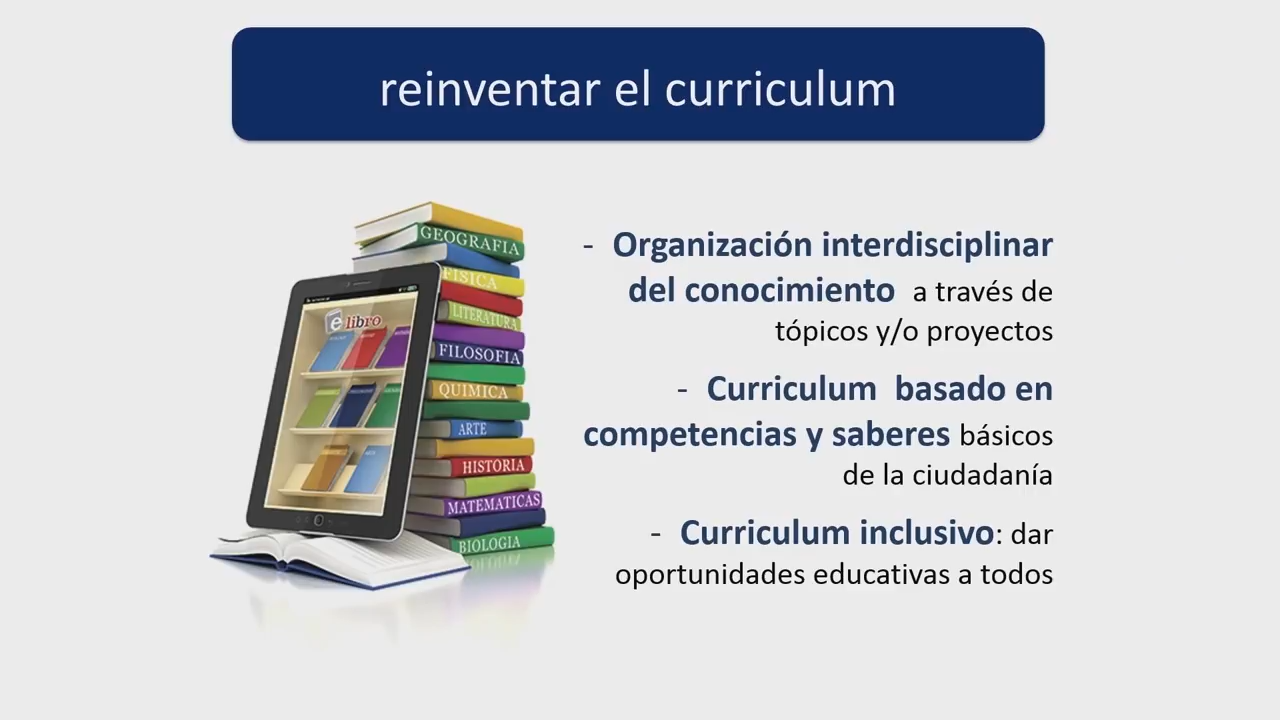 reinventar el curriculum
GEOGRAFIA
FISICA
LITERATURA
FILOSOFIA
QUIMICA
ARTE
HISTORIA
MATEMATICAS
BIOLOGIA
e libro
- Organización interdisciplinar
del conocimiento a través de
tópicos y/o proyectos
- Curriculum basado en
competencias y saberes básicos
de la ciudadanía
- Curriculum inclusivo: dar
oportunidades educativas a todos